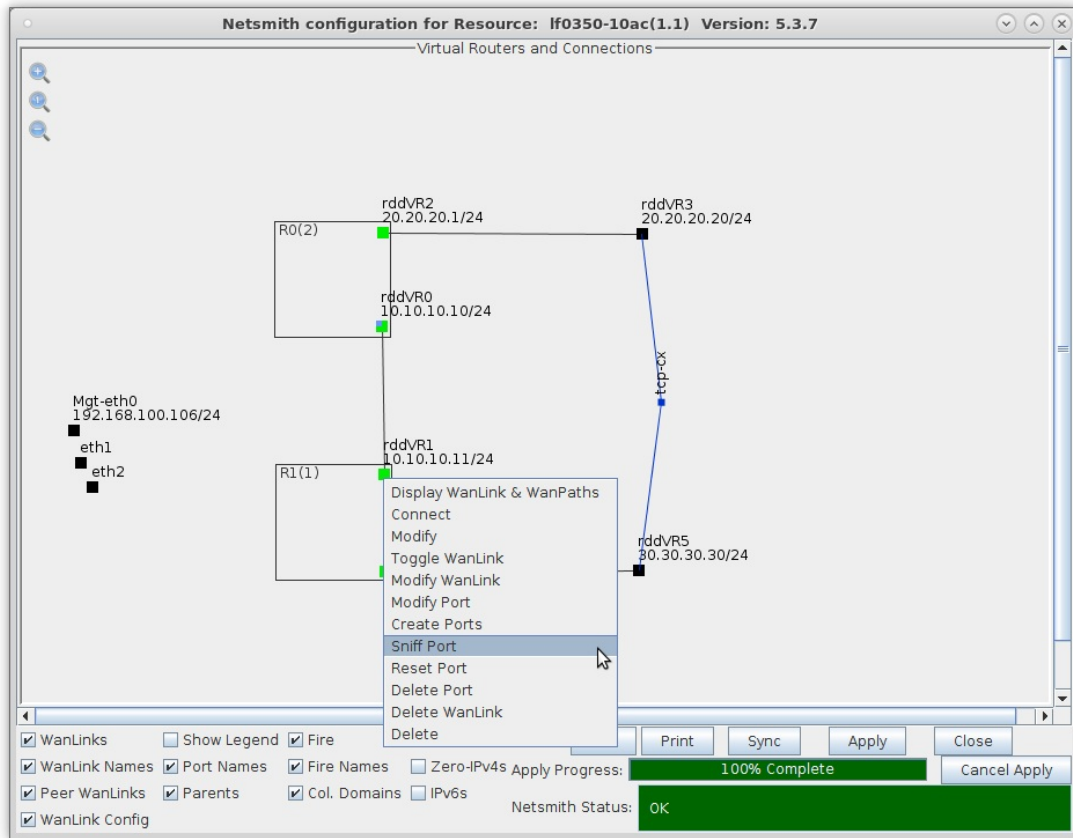 Netsmith configuration for Resource:  lf0350-10ac(1.1)  Version: 5.3.7
Virtual Routers and Connections
rddVR2
20.20.20.1/24
rddVR3
20.20.20.20/24
R0(2)
rddVR0
10.10.10.10/24
tcp-cx
Mgt-eth0
192.168.100.106/24
eth1
eth2
rddVR1
10.10.10.11/24
R1(1)
rddVR5
30.30.30.30/24
Display WanLink & WanPaths
Connect
Modify
Toggle WanLink
Modify WanLink
Modify Port
Create Ports
Sniff Port
Reset Port
Delete Port
Delete WanLink
Delete
WanLinks Show Legend Fire Print Sync Apply Close
WanLink Names Port Names Fire Names Zero-IPv4s Apply Progress: 100% Complete Cancel Apply
Peer WanLinks Parents Col. Domains IPv6s Netsmith Status: OK
WanLink Config